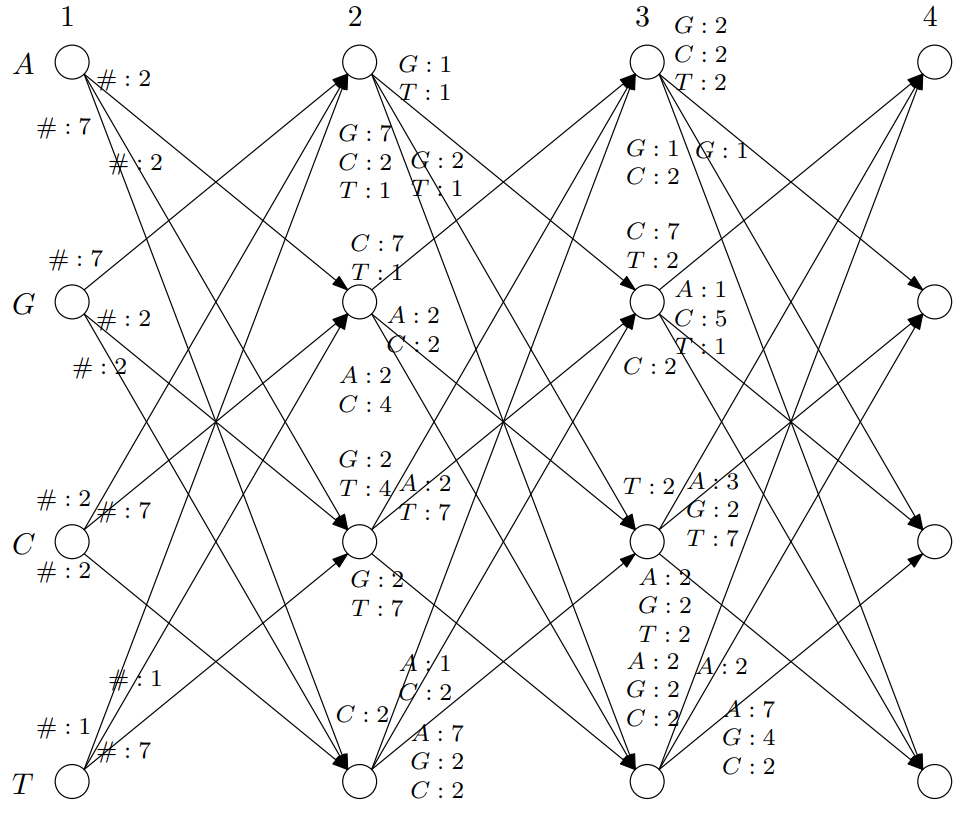 1
2
3
4
A
# : 2
# : 7
# : 2
G : 1
T : 1
G : 7
C : 2
T : 1
G : 2
T : 1
G : 2
C : 2
T : 2
G : 1
C : 2
G : 1
G
# : 7
# : 2
# : 2
C : 7
T : 1
A : 2
C : 2
A : 2
C : 4
C : 7
T : 2
A : 1
C : 5
T : 1
C : 2
C
# : 2
# : 7
# : 2
G : 2
T : 4
A : 2
T : 7
G : 2
T : 7
T : 2
A : 3
G : 2
T : 7
A : 2
G : 2
T : 2
T
# : 1
# : 1
# : 7
A : 1
C : 2
C : 2
A : 7
G : 2
C : 2
A : 2
G : 2
C : 2
A : 2
A : 7
G : 4
C : 2